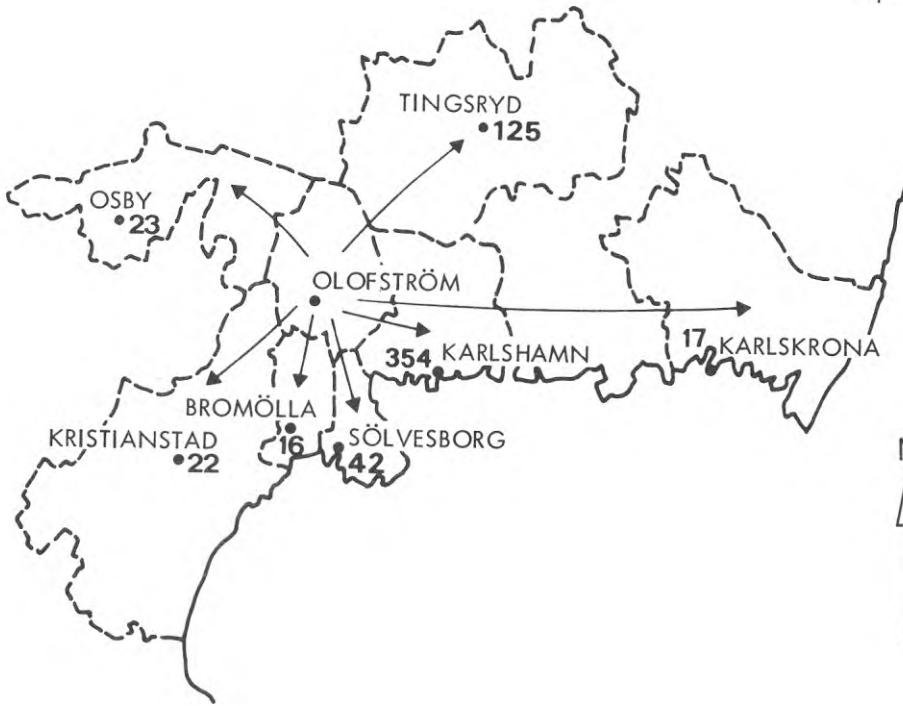 TINGSRYD
125
OSBY
23
OLOFSTRÖM
354 KARLSHAMN
17 KARLSKRONA
BROMÖLLA
16
KRISTIANSTAD
22
SÖLVESBORG
42